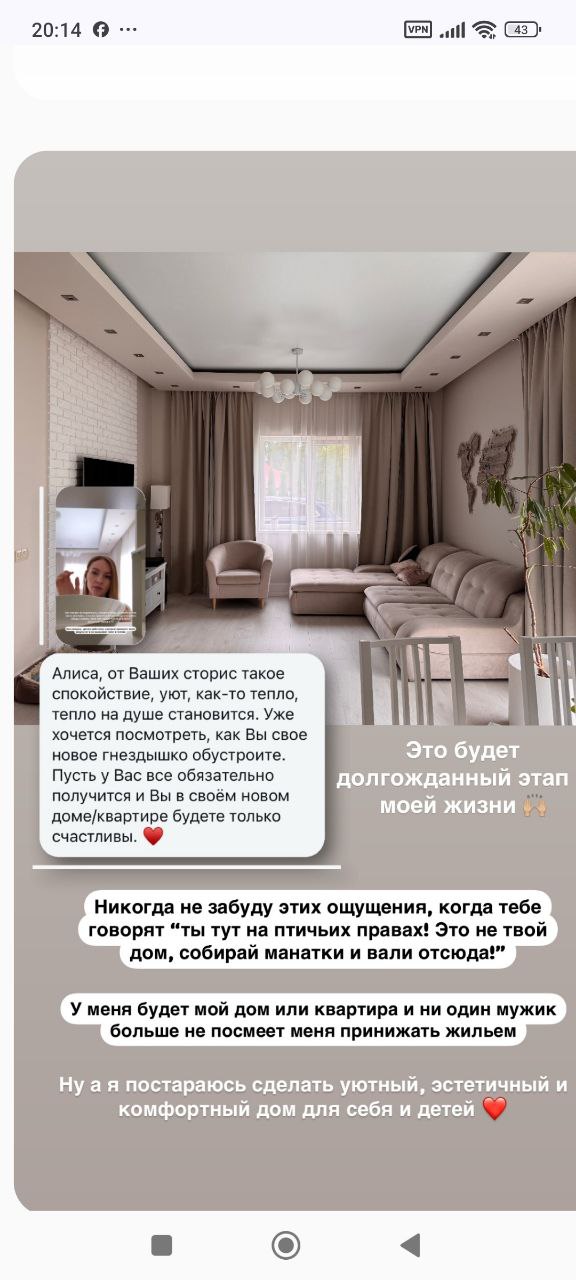 20:14
VPN
43
Алиса, от Ваших сторис такое
спокойствие, уют, как-то тепло,
тепло на душе становится. Уже
хочется посмотреть, как Вы свое
новое гнездышко обустроите.
Пусть у Вас все обязательно
получится и Вы в своём новом
доме/квартире будете только
счастливы. ♥️
Это будет
долгожданный этап
моей жизни 🙌🏼
Никогда не забуду этих ощущения, когда тебе
говорят “ты тут на птичьих правах! Это не твой
дом, собирай манатки и вали отсюда!”
У меня будет мой дом или квартира и ни один мужик
больше не посмеет меня принижать жильем
Ну а я постараюсь сделать уютный, эстетичный и
комфортный дом для себя и детей ❤️